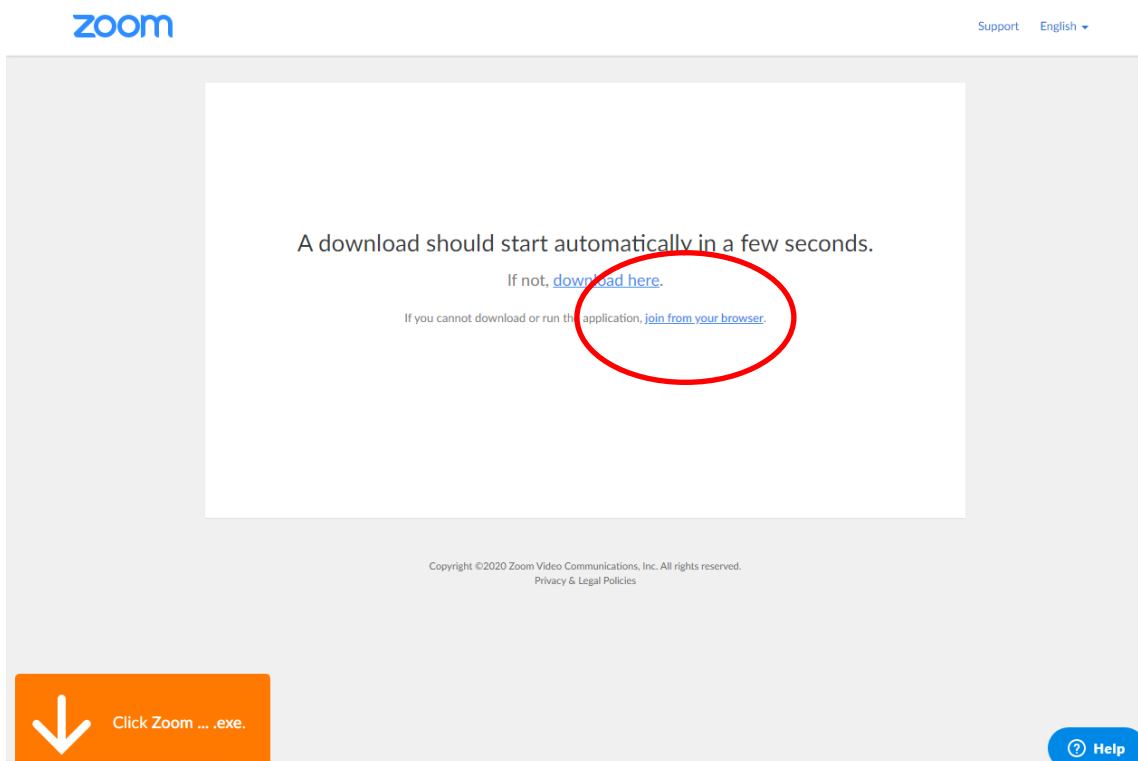 zoom
Support English
A download should start automatically in a few seconds.
If not, download here.
If you cannot download or run the application, join from your browser.
Copyright ©2020 Zoom Video Communications, Inc. All rights reserved.
Privacy & Legal Policies
Click Zoom ... .exe.
Help